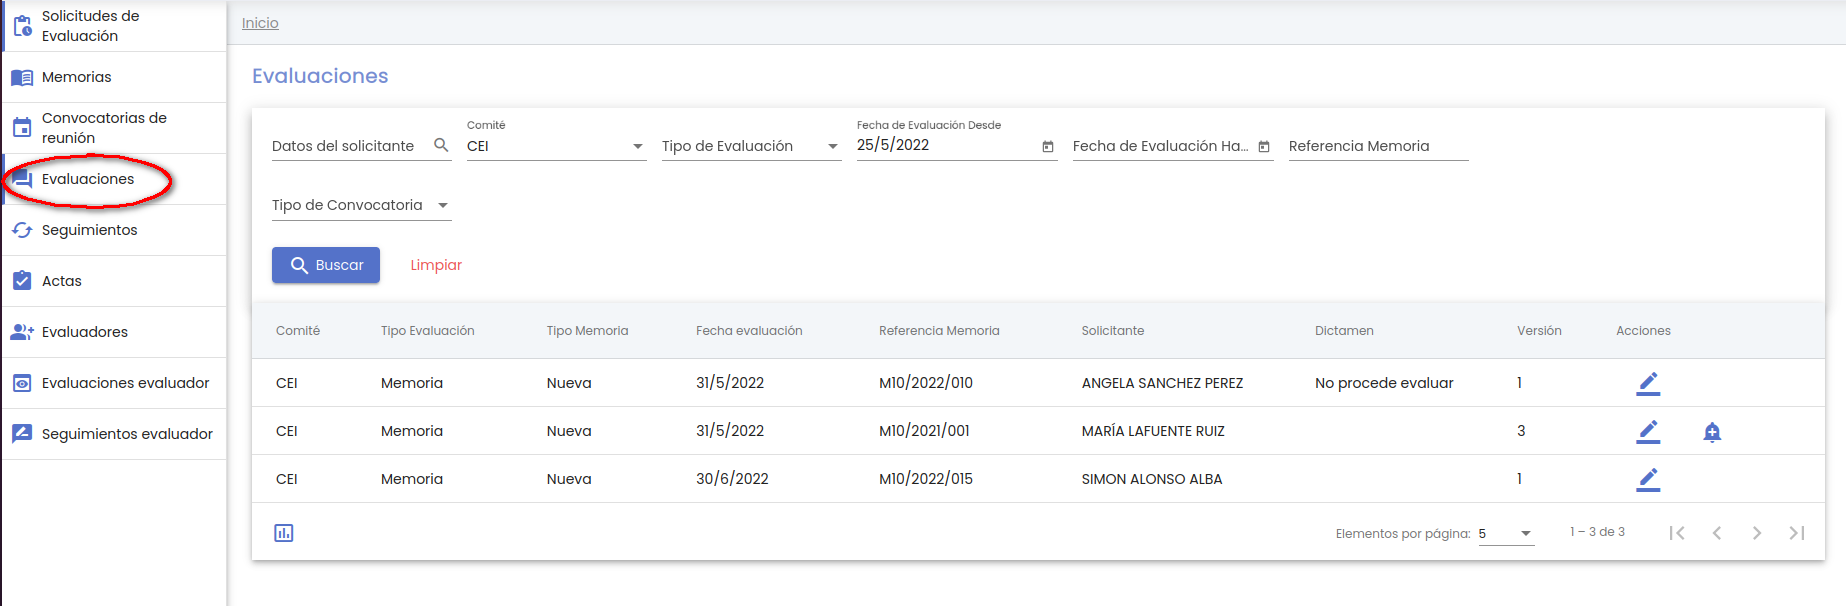 Solicitudes de
Evaluación
Memorias
Convocatorias de
reunión
Evaluaciones
Seguimientos
Actas
Evaluadores
Evaluaciones evaluador
Seguimientos evaluador
Inicio
Evaluaciones
Datos del solicitante
Comité
CEI
Tipo de Evaluación
Fecha de Evaluación Desde
25/5/2022
Fecha de Evaluación Ha...
Referencia Memoria
Tipo de Convocatoria
Buscar Limpiar
Comité Tipo Evaluación Tipo Memoria Fecha evaluación Referencia Memoria Solicitante Dictamen Versión Acciones
CEI Memoria Nueva 31/5/2022 M10/2022/010 ANGELA SANCHEZ PEREZ No procede evaluar 1
CEI Memoria Nueva 31/5/2022 M10/2021/001 MARÍA LAFUENTE RUIZ 3
CEI Memoria Nueva 30/6/2022 M10/2022/015 SIMON ALONSO ALBA 1
Elementos por página: 5 1 – 3 de 3